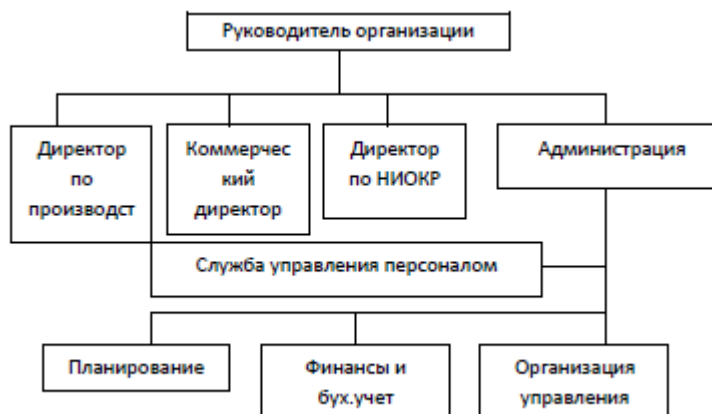 Руководитель организации
Директор
по
производст
Коммерчес
кий
директор
Директор
по НИОКР
Администрация
Служба управления персоналом
Планирование
Финансы и
бух.учет
Организация
управления